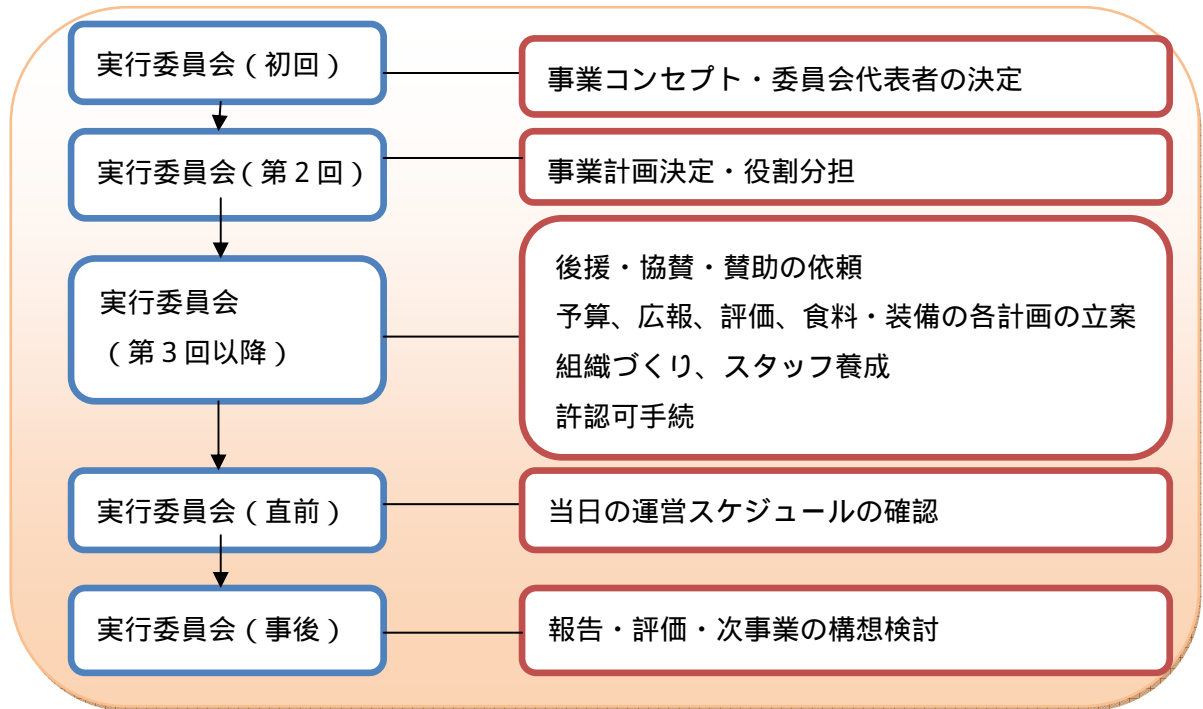 実行委員会（初回）
事業コンセプト・委員会代表者の決定
実行委員会（第２回）
事業計画決定・役割分担
実行委員会
（第３回以降）
後援・協賛・賛助の依頼
予算、広報、評価、食料・装備の各計画の立案
組織づくり、スタッフ養成
許認可手続
実行委員会（直前）
当日の運営スケジュールの確認
実行委員会（事後）
報告・評価・次事業の構想検討